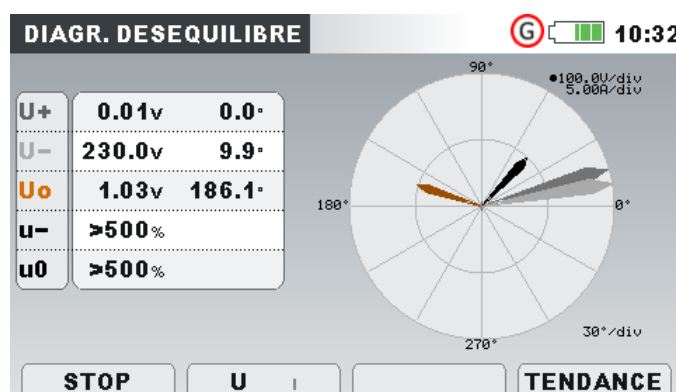 DIAGR. DESEQUILIBRE G 10:32
90°
●100.0V/div
5.00A/div
U+ 0.01v 0.0°
U- 230.0v 9.9°
Uo 1.03v 186.1°
180° 0°
u- >500%
u0 >500%
30°/div
270°
STOP U I TENDANCE